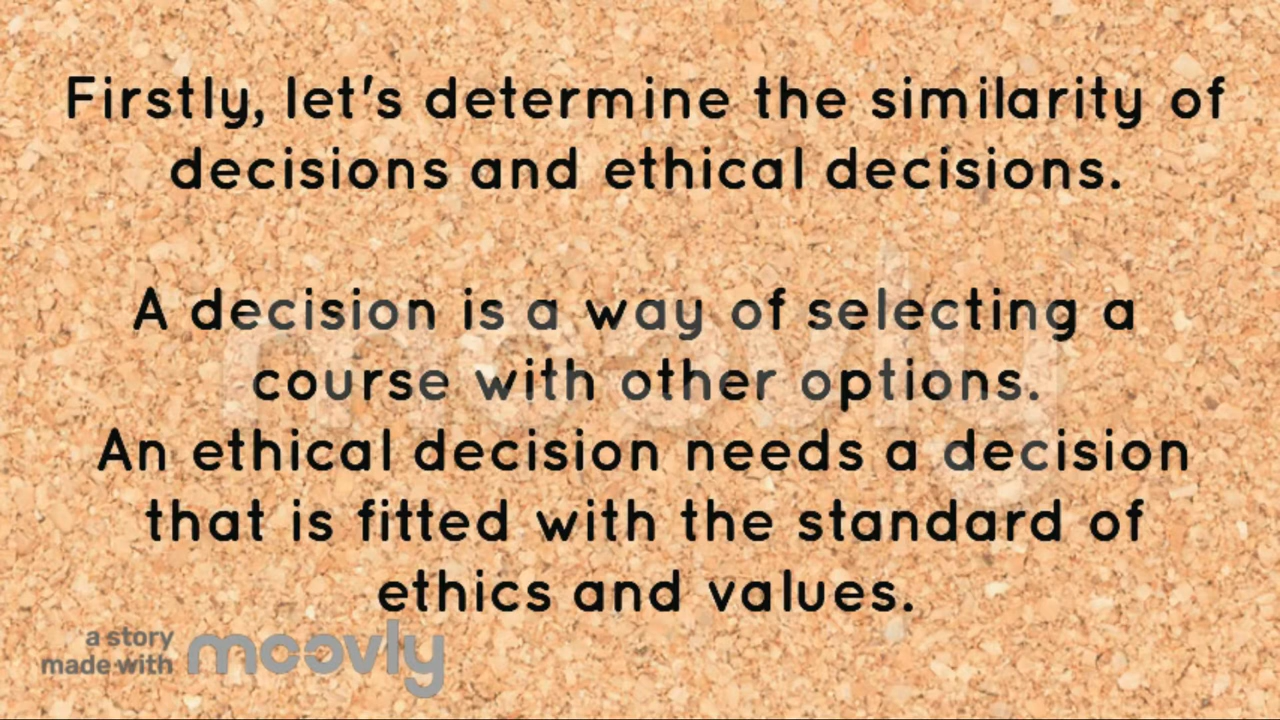 Firstly, let's determine the similarity of
decisions and ethical decisions.
A decision is a way of selecting a
course with other options.
An ethical decision needs a decision
that is fitted with the standard of
ethics and values.
a story
made with moovly
moovly